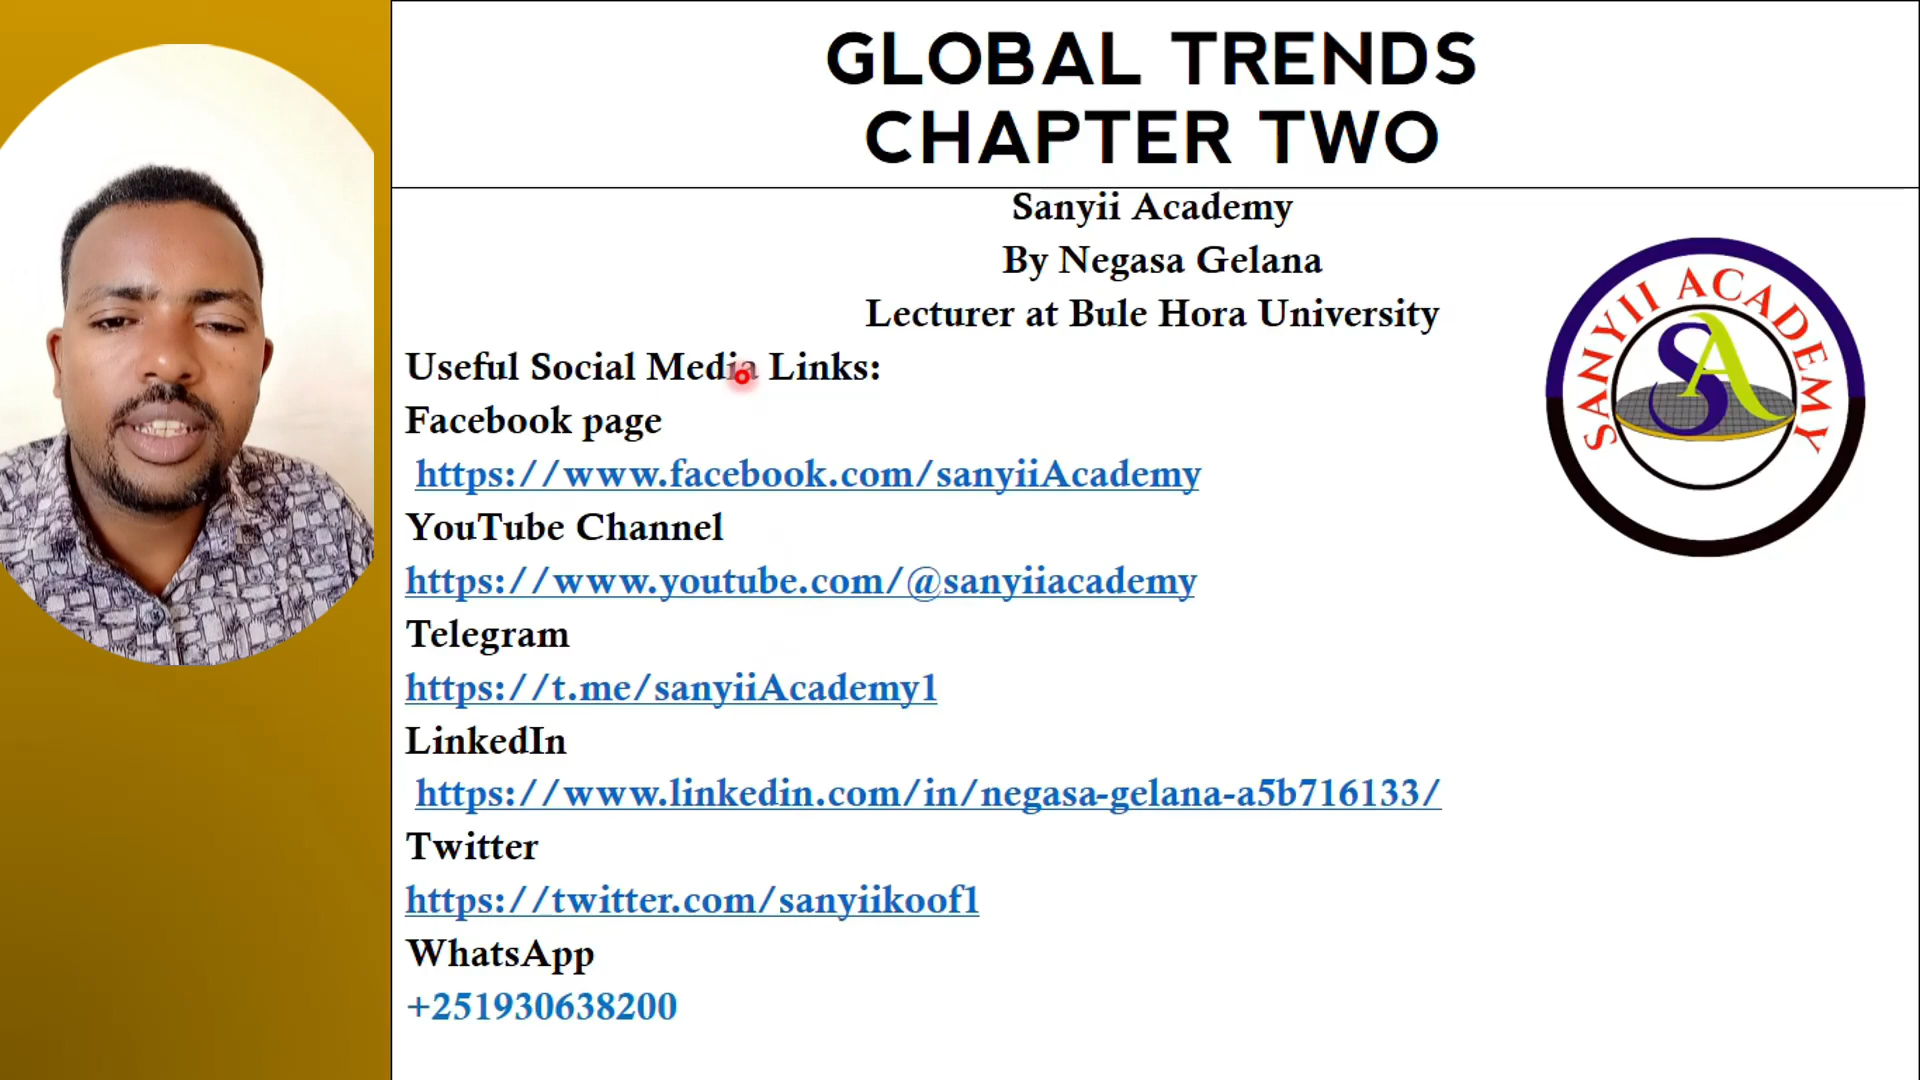 GLOBAL TRENDS
CHAPTER TWO
Sanyii Academy
By Negasa Gelana
Lecturer at Bule Hora University
Useful Social Media Links:
Facebook page
https://www.facebook.com/sanyiiAcademy
YouTube Channel
https://www.youtube.com/@sanyiiacademy
Telegram
https://t.me/sanyiiAcademy1
LinkedIn
https://www.linkedin.com/in/negasa-gelana-a5b716133/
Twitter
https://twitter.com/sanyiikoof1
WhatsApp
+251930638200
SANYII ACADEMY
SA